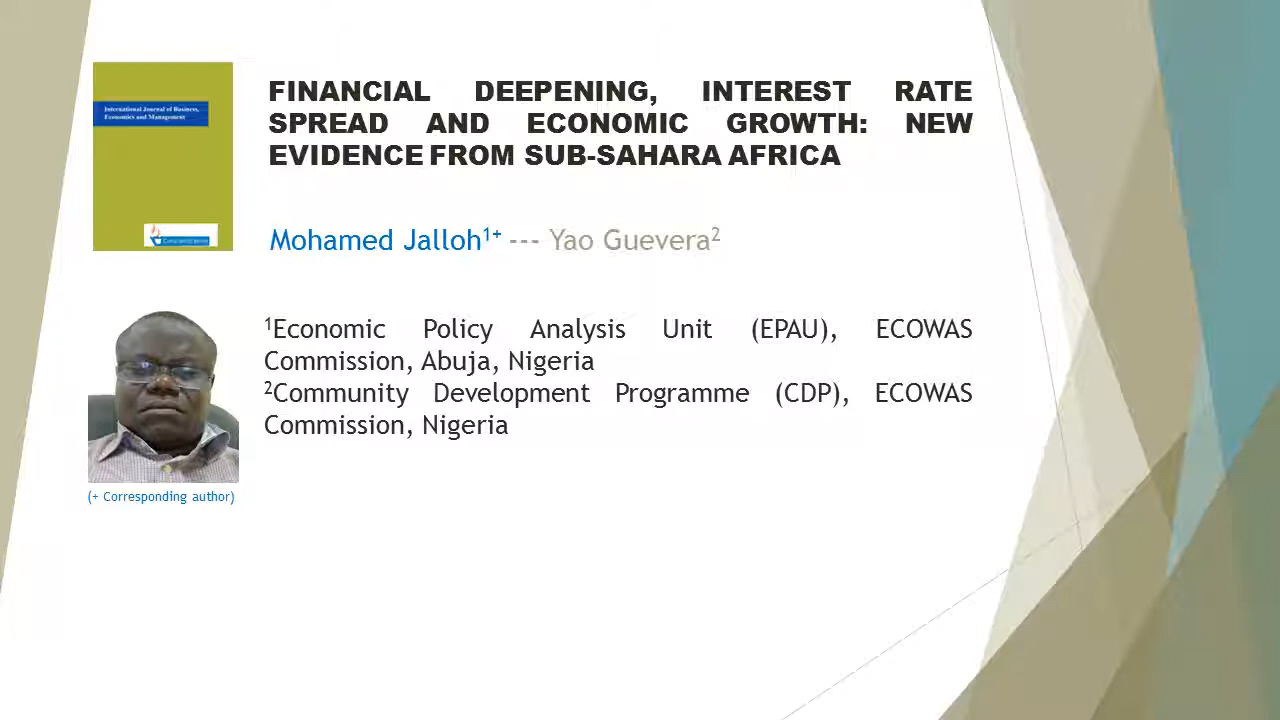 International Journal of Business,
Economics and Management
FINANCIAL DEEPENING, INTEREST RATE
SPREAD AND ECONOMIC GROWTH: NEW
EVIDENCE FROM SUB-SAHARA AFRICA
Mohamed Jalloh¹⁺ --- Yao Guevera²
¹Economic Policy Analysis Unit (EPAU), ECOWAS
Commission, Abuja, Nigeria
²Community Development Programme (CDP), ECOWAS
Commission, Nigeria
(+ Corresponding author)